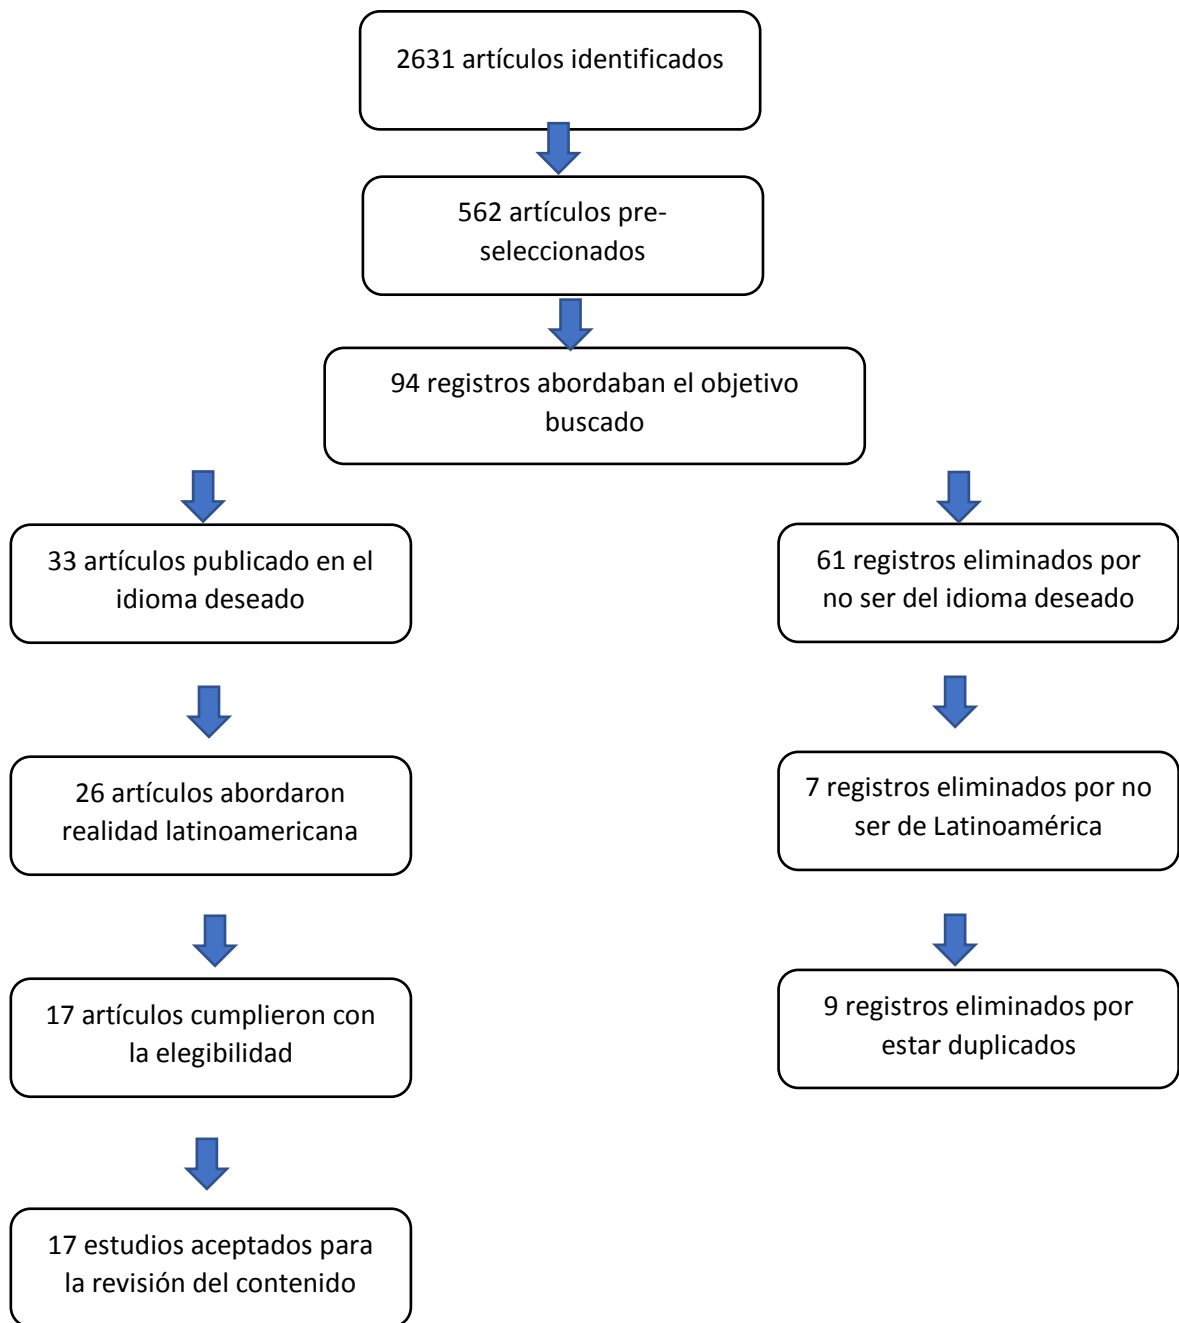 2631 artículos identificados
562 artículos pre-
seleccionados
94 registros abordaban el objetivo
buscado
33 artículos publicado en el
idioma deseado
61 registros eliminados por
no ser del idioma deseado
26 artículos abordaron
realidad latinoamericana
7 registros eliminados por no
ser de Latinoamérica
17 artículos cumplieron con
la elegibilidad
9 registros eliminados por
estar duplicados
17 estudios aceptados para
la revisión del contenido